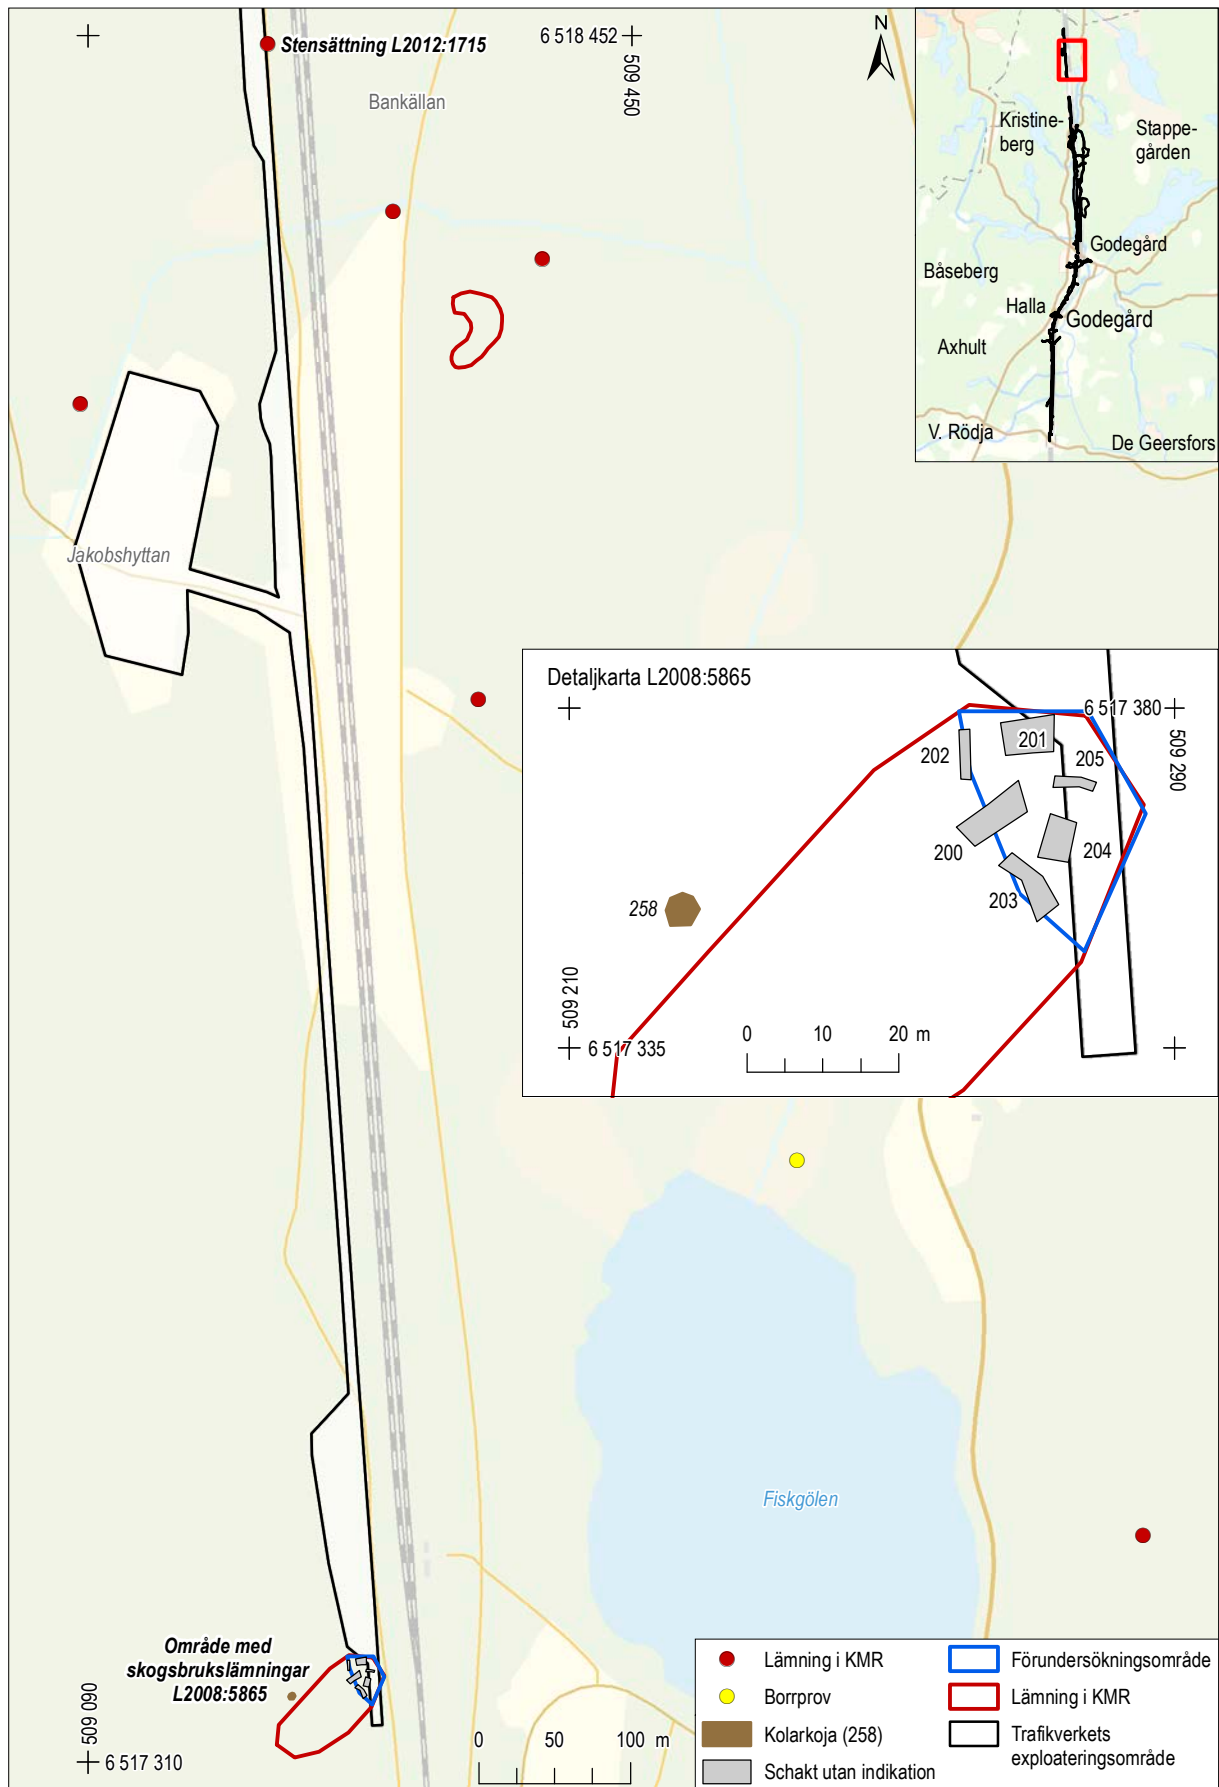 Stensättning L2012:1715
6 518 452
509 450
N
Bankällan
Kristine-
berg
Stappe-
gården
Godegård
Båseberg
Halla
Godegård
Axhult
V. Rödja
De Geersfors
Jakobshyttan
Detaljkarta L2008:5865
6 517 380
509 290
202
201
205
200
204
203
258
509 210
6 517 335
0 10 20 m
Fiskgölen
Område med
skogsbrukslämningar
L2008:5865
509 090
6 517 310
0 50 100 m
Lämning i KMR
Borrprov
Kolarkoja (258)
Schakt utan indikation
Förundersökningsområde
Lämning i KMR
Trafikverkets
exploateringsområde